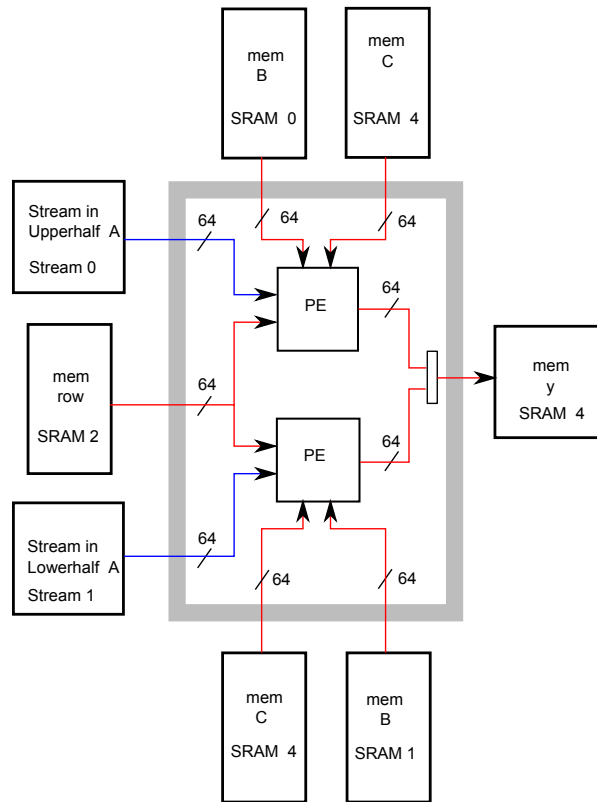 mem
B
SRAM 0
mem
C
SRAM 4
Stream in
Upperhalf A
Stream 0
64
64
64
PE
64
mem
row
SRAM 2
64
mem
y
SRAM 4
PE
64
Stream in
Lowerhalf A
Stream 1
64
64
64
mem
C
SRAM 4
mem
B
SRAM 1